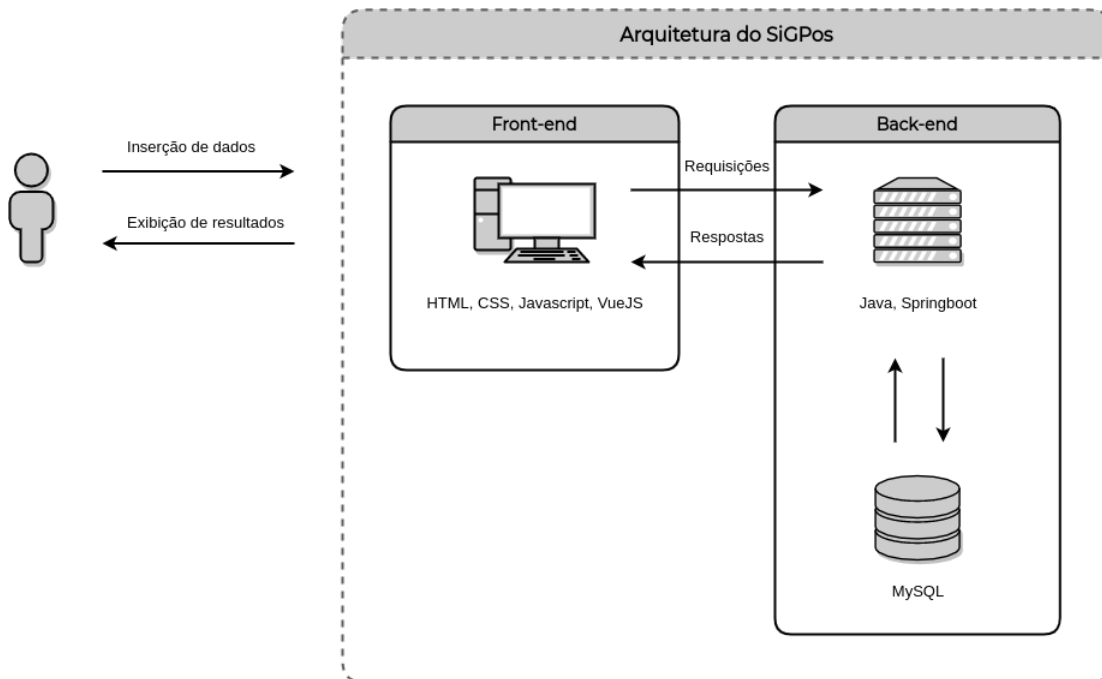 Arquitetura do SiGPos
Front-end
Back-end
Inserção de dados
Exibição de resultados
Requisições
Respostas
HTML, CSS, Javascript, VueJS
Java, Springboot
MySQL